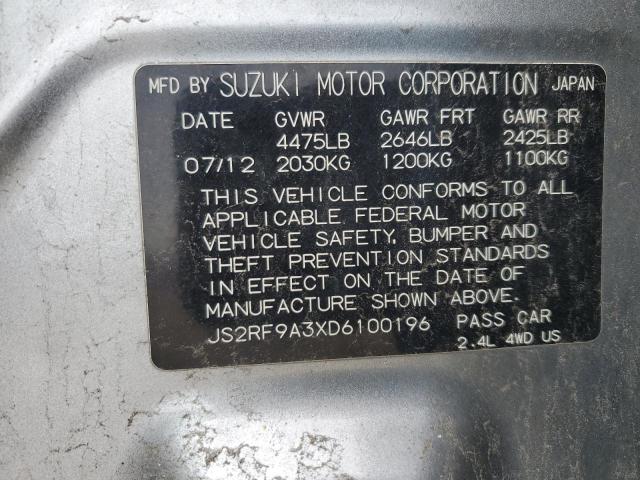 MFD BY SUZUKI MOTOR CORPORATION JAPAN
DATE GVWR GAWR FRT GAWR RR
4475LB 2646LB 2425LB
07/12 2030KG 1200KG 1100KG
THIS VEHICLE CONFORMS TO ALL
APPLICABLE FEDERAL MOTOR
VEHICLE SAFETY, BUMPER AND
THEFT PREVENTION STANDARDS
IN EFFECT ON THE DATE OF
MANUFACTURE SHOWN ABOVE.
JS2RF9A3XD6100196 PASS CAR
2.4L 4WD US